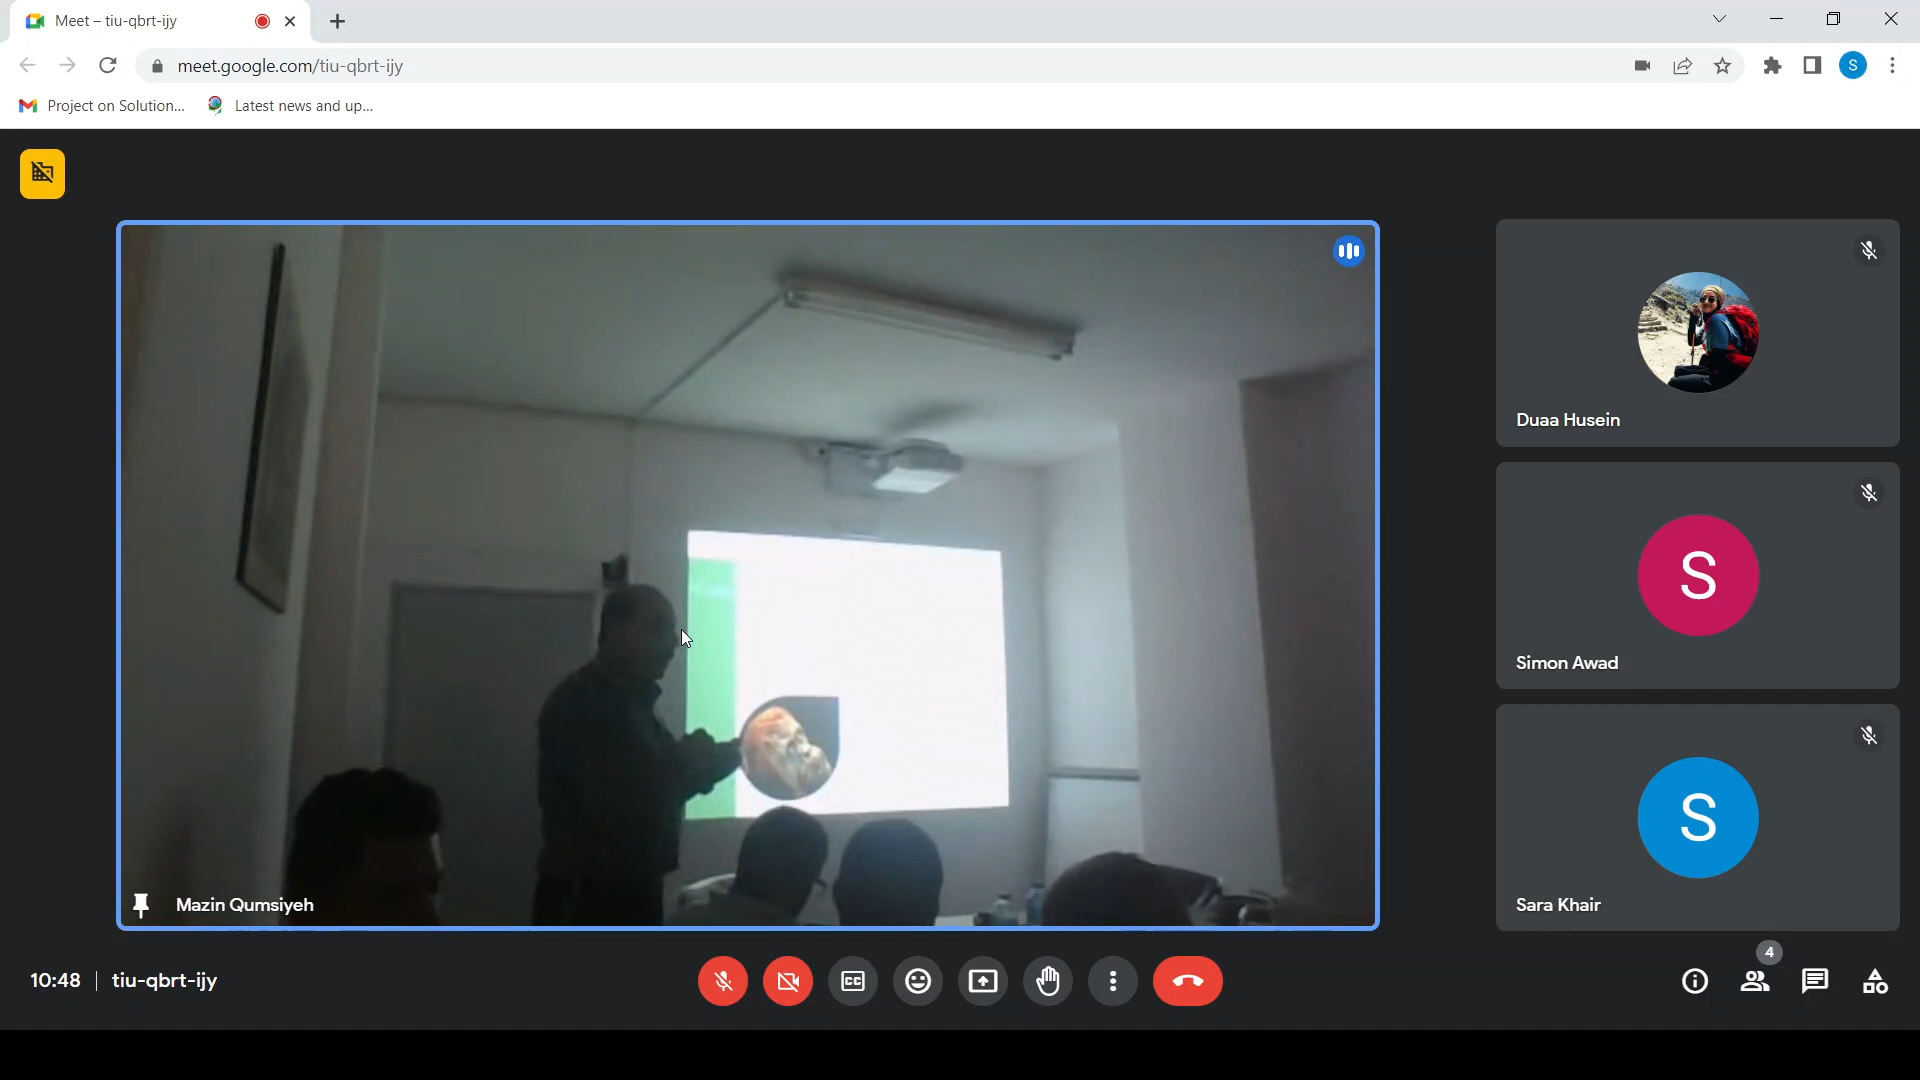 Meet – tiu-qbrt-ijy
meet.google.com/tiu-qbrt-ijy
S
Project on Solution...
Latest news and up...
Duaa Husein
S
Simon Awad
S
Sara Khair
Mazin Qumsiyeh
10:48 | tiu-qbrt-ijy
CC
4